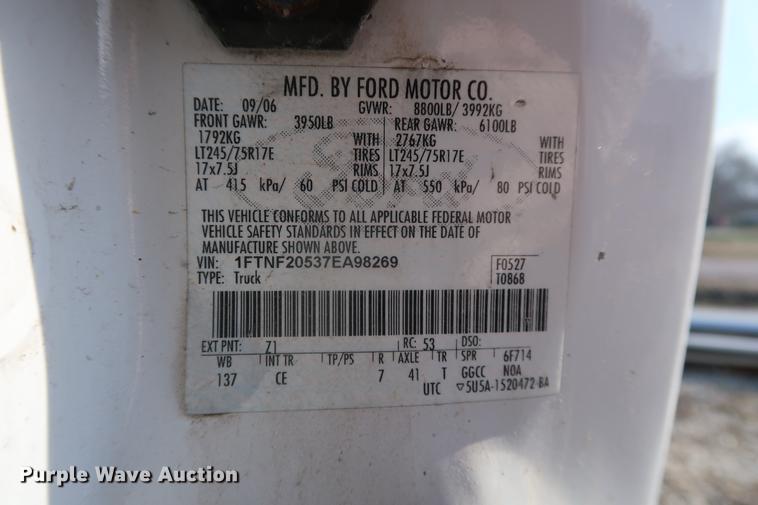 MFD. BY FORD MOTOR CO.
DATE: 09/06 GVWR: 8800LB/ 3992KG
FRONT GAWR: 3950LB REAR GAWR: 6100LB
1792KG WITH 2767KG WITH
LT245/75R17E TIRES LT245/75R17E TIRES
17x7.5J RIMS 17x7.5J RIMS
AT 415 kPa/ 60 PSI COLD AT 550 kPa/ 80 PSI COLD
THIS VEHICLE CONFORMS TO ALL APPLICABLE FEDERAL MOTOR
VEHICLE SAFETY STANDARDS IN EFFECT ON THE DATE OF
MANUFACTURE SHOWN ABOVE.
VIN: 1FTNF20537EA98269 F0527
TYPE: Truck T0868
EXT PNT: Z1 RC: 53 DSO:
WB INT TR TP/PS R AXLE TR SPR 6F714
137 CE 7 41 T GGCC NOA
UTC ▽5U5A-1520472-BA
Purple Wave Auction